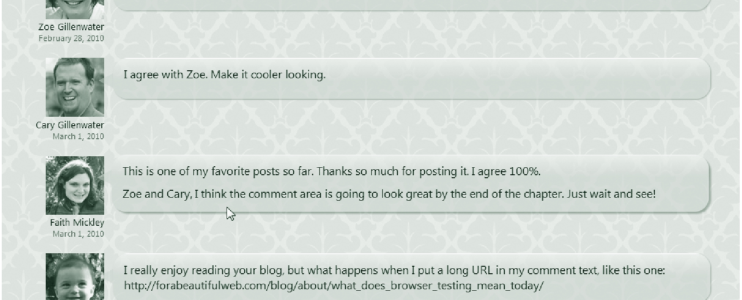 Zoe Gillenwater
February 28, 2010
I agree with Zoe. Make it cooler looking.
Cary Gillenwater
March 1, 2010
This is one of my favorite posts so far. Thanks so much for posting it. I agree 100%.
Zoe and Cary, I think the comment area is going to look great by the end of the chapter. Just wait and see!
Faith Mickley
March 1, 2010
I really enjoy reading your blog, but what happens when I put a long URL in my comment text, like this one:
http://forabeautifulweb.com/blog/about/what_does_browser_testing_mean_today/